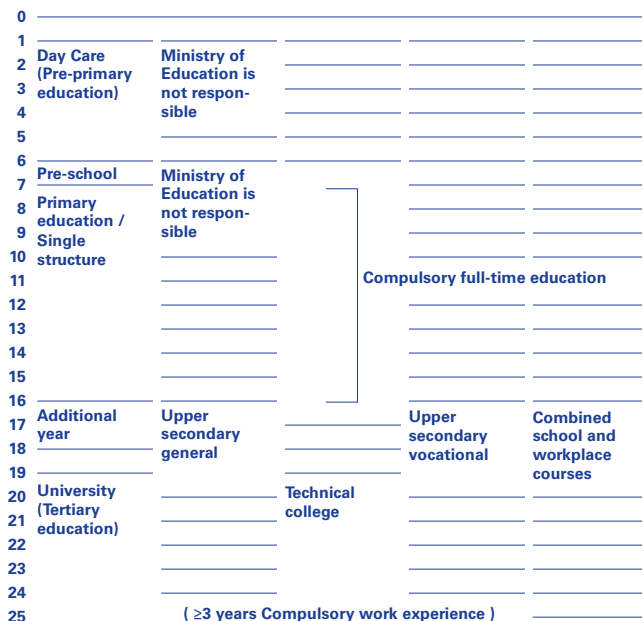 0
1
Day Care
(Pre-primary
education)
Ministry of
Education is
not respon-
sible
2
3
4
5
6
Pre-school
Ministry of
Education is
not respon-
sible
7
Primary
education /
Single
structure
8
9
10
11
Compulsory full-time education
12
13
14
15
16
Additional
year
Upper
secondary
general
Upper
secondary
vocational
Combined
school and
workplace
courses
17
18
19
University
(Tertiary
education)
Technical
college
20
21
22
23
24
25
( ≥3 years Compulsory work experience )